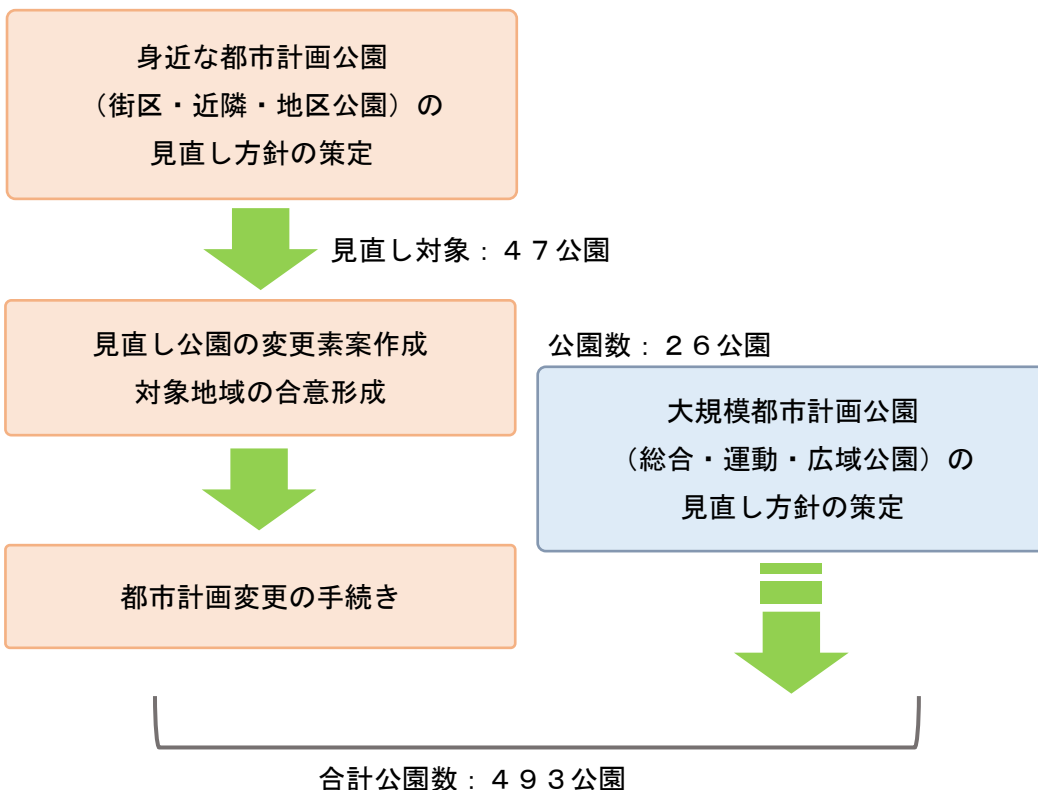 身近な都市計画公園
（街区・近隣・地区公園）の
見直し方針の策定
見直し対象：４７公園
見直し公園の変更素案作成
対象地域の合意形成
公園数：２６公園
大規模都市計画公園
（総合・運動・広域公園）の
見直し方針の策定
都市計画変更の手続き
合計公園数：４９３公園